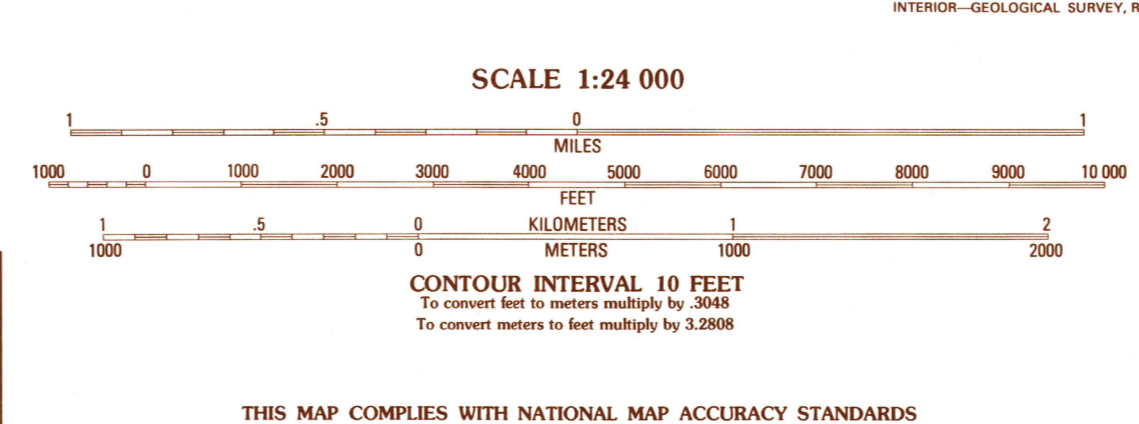 INTERIOR—GEOLOGICAL SURVEY, R
SCALE 1:24 000
1 .5 0 1
MILES
1000 0 1000 2000 3000 4000 5000 6000 7000 8000 9000 10 000
FEET
1 .5 0 KILOMETERS 1 2
1000 0 METERS 1000 2000
CONTOUR INTERVAL 10 FEET
To convert feet to meters multiply by .3048
To convert meters to feet multiply by 3.2808
THIS MAP COMPLIES WITH NATIONAL MAP ACCURACY STANDARDS